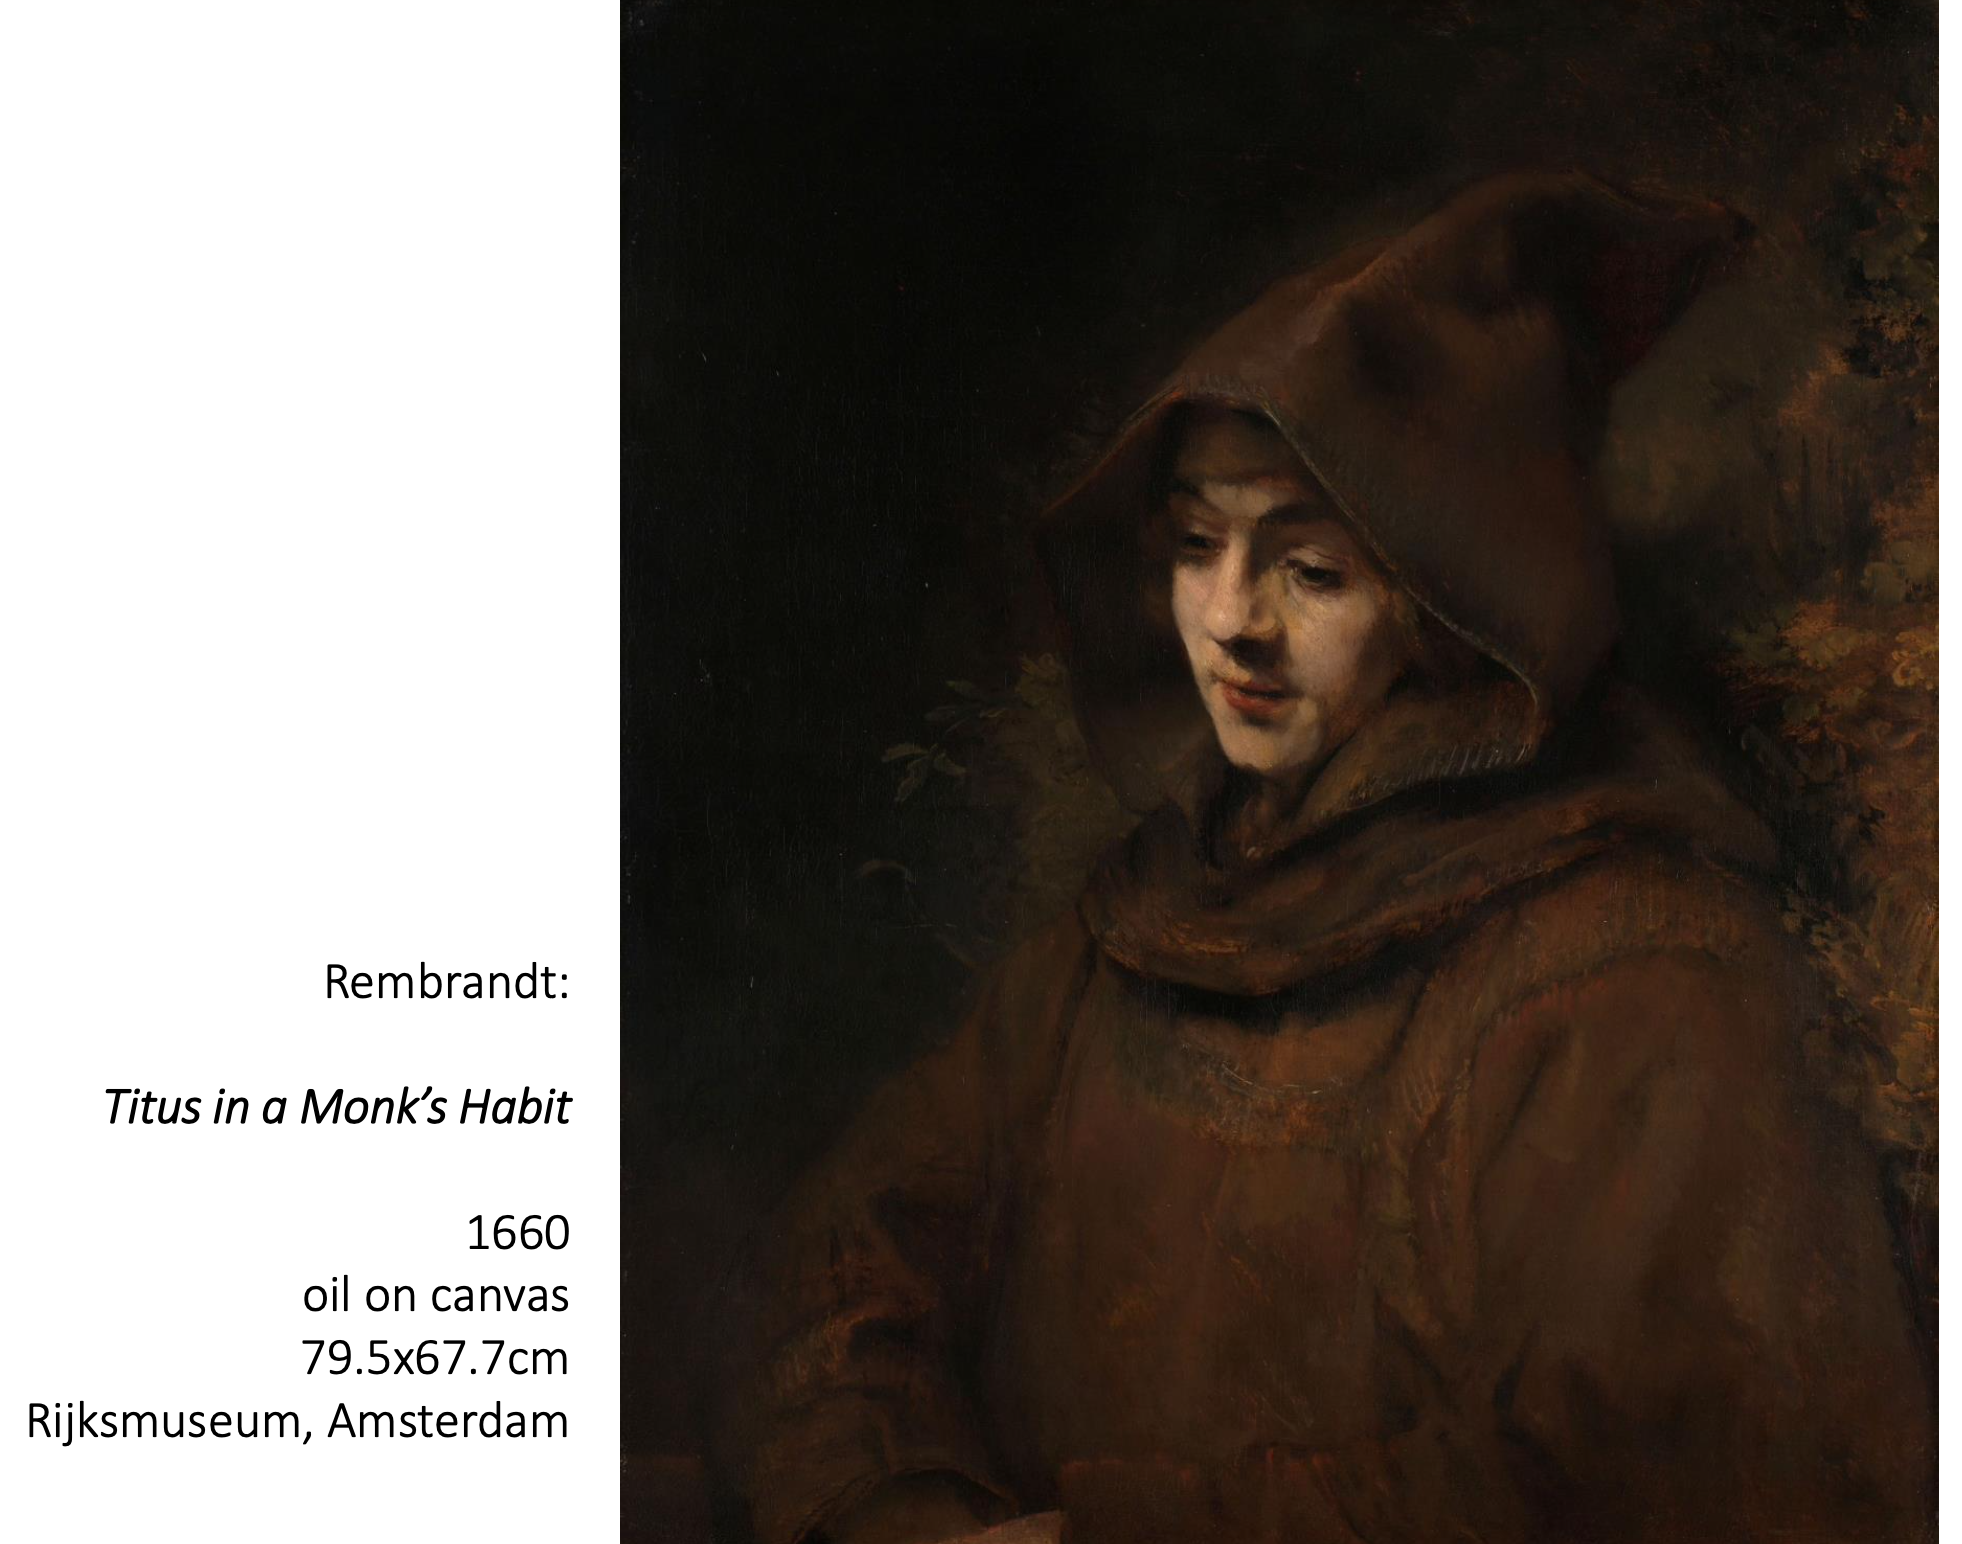 Rembrandt:
Titus in a Monk’s Habit
1660
oil on canvas
79.5x67.7cm
Rijksmuseum, Amsterdam